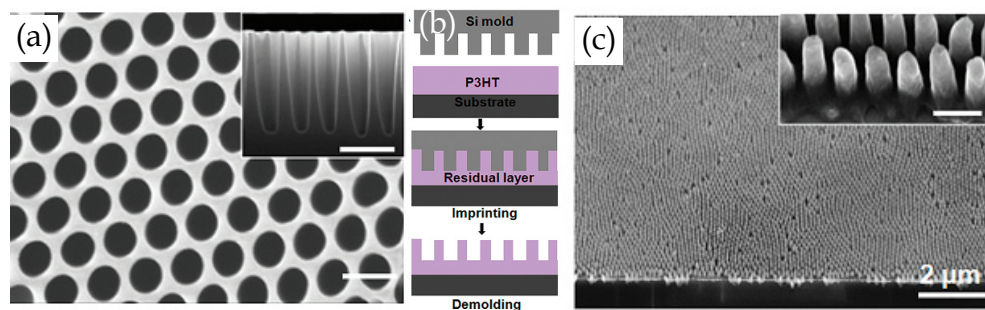 (a)
(b)
Si mold
P3HT
Substrate
Residual layer
Imprinting
Demolding
(c)
2 μm